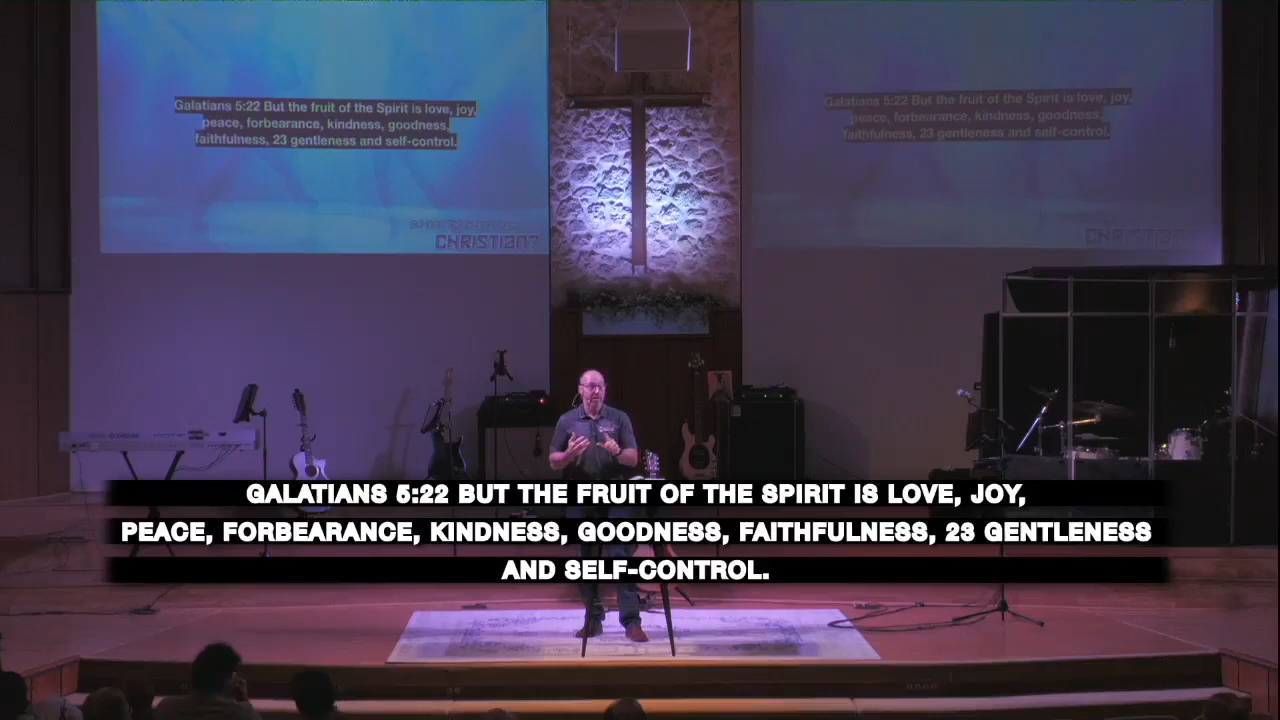 Galatians 5:22 But the fruit of the Spirit is love, joy,
peace, forbearance, kindness, goodness,
faithfulness, 23 gentleness and self-control.
CHRISTIAN?
Galatians 5:22 But the fruit of the Spirit is love, joy,
peace, forbearance, kindness, goodness,
faithfulness, 23 gentleness and self-control.
GALATIANS 5:22 BUT THE FRUIT OF THE SPIRIT IS LOVE, JOY,
PEACE, FORBEARANCE, KINDNESS, GOODNESS, FAITHFULNESS, 23 GENTLENESS
AND SELF-CONTROL.